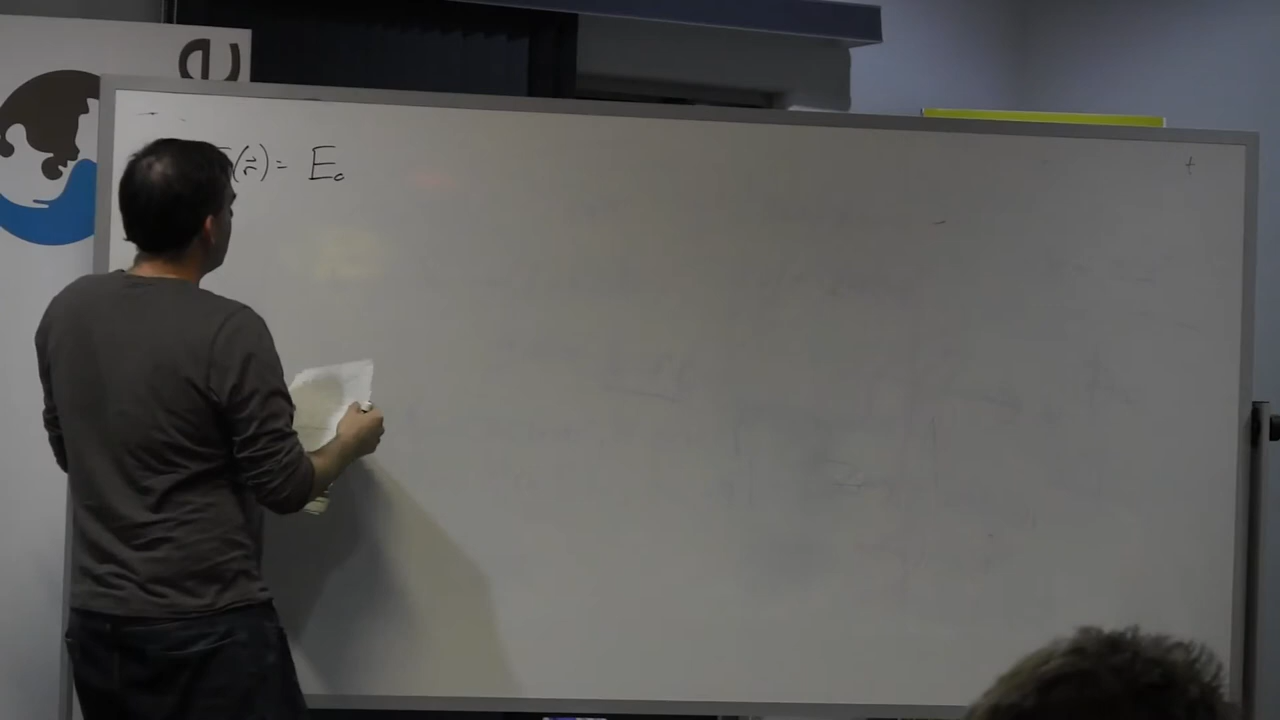 e
(r⃗) = E₀